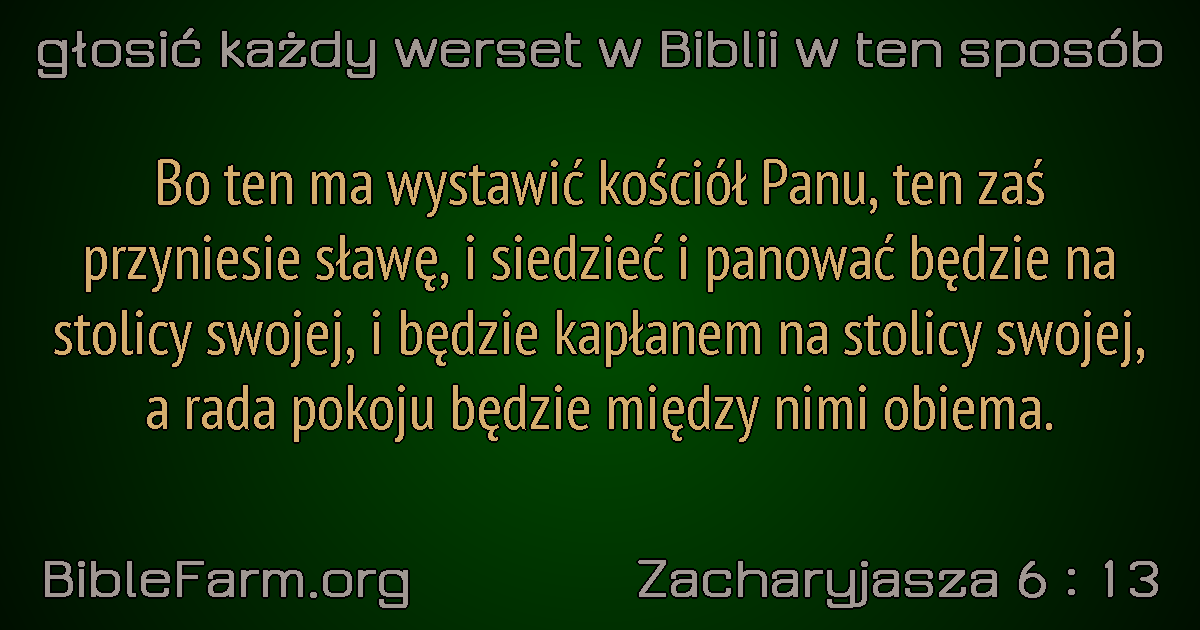 głosić każdy werset w Biblii w ten sposób
Bo ten ma wystawić kościół Panu, ten zaś
przyniesie sławę, i siedzieć i panować będzie na
stolicy swojej, i będzie kapłanem na stolicy swojej,
a rada pokoju będzie między nimi obiema.
BibleFarm.org
Zacharyjasza 6 : 13